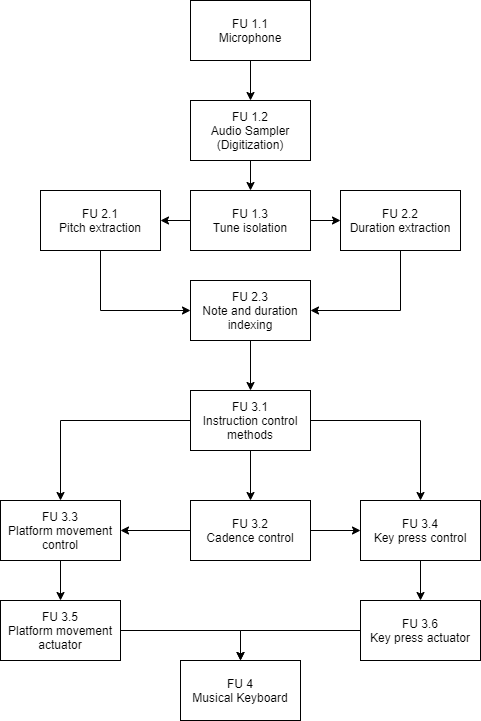 FU 1.1
Microphone
FU 1.2
Audio Sampler
(Digitization)
FU 2.1
Pitch extraction
FU 1.3
Tune isolation
FU 2.2
Duration extraction
FU 2.3
Note and duration
indexing
FU 3.1
Instruction control
methods
FU 3.3
Platform movement
control
FU 3.2
Cadence control
FU 3.4
Key press control
FU 3.5
Platform movement
actuator
FU 3.6
Key press actuator
FU 4
Musical Keyboard